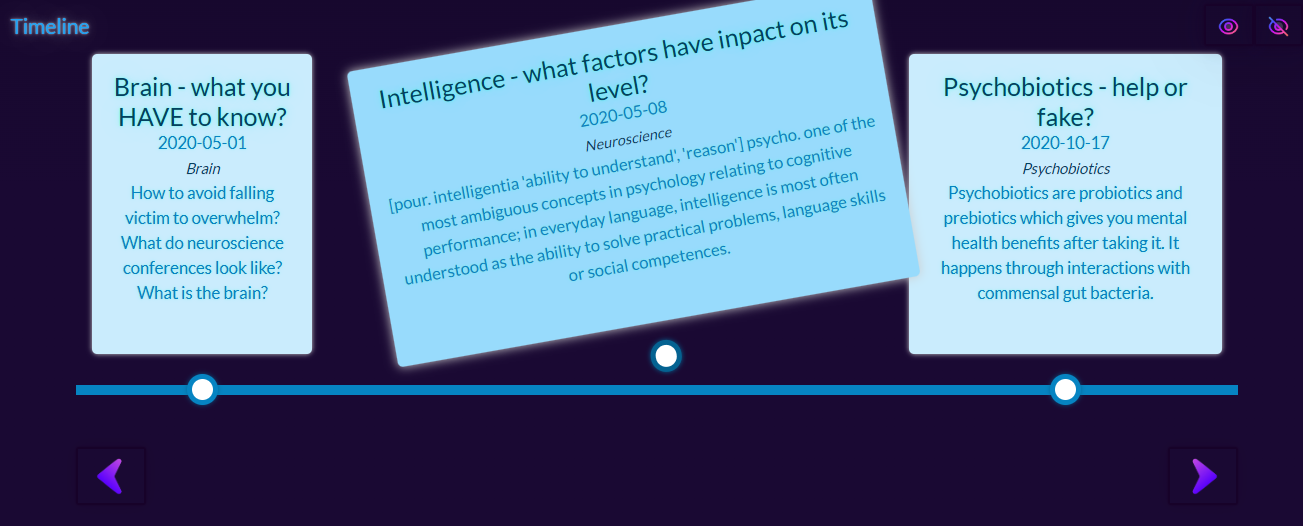 Timeline
Brain - what you
HAVE to know?
2020-05-01
Brain
How to avoid falling
victim to overwhelm?
What do neuroscience
conferences look like?
What is the brain?
Intelligence - what factors have inpact on its
level?
2020-05-08
Neuroscience
[pour. intelligentia 'ability to understand', 'reason'] psycho. one of the
most ambiguous concepts in psychology relating to cognitive
performance; in everyday language, intelligence is most often
understood as the ability to solve practical problems, language skills
or social competences.
Psychobiotics - help or
fake?
2020-10-17
Psychobiotics
Psychobiotics are probiotics and
prebiotics which gives you mental
health benefits after taking it. It
happens through interactions with
commensal gut bacteria.